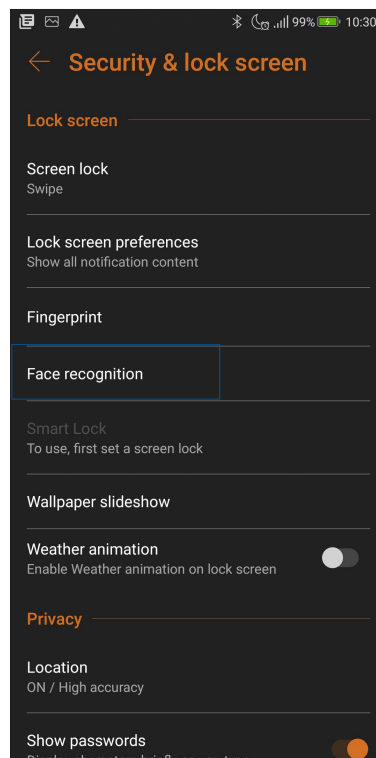 99% 10:30
Security & lock screen
Lock screen
Screen lock
Swipe
Lock screen preferences
Show all notification content
Fingerprint
Face recognition
Smart Lock
To use, first set a screen lock
Wallpaper slideshow
Weather animation
Enable Weather animation on lock screen
Privacy
Location
ON / High accuracy
Show passwords